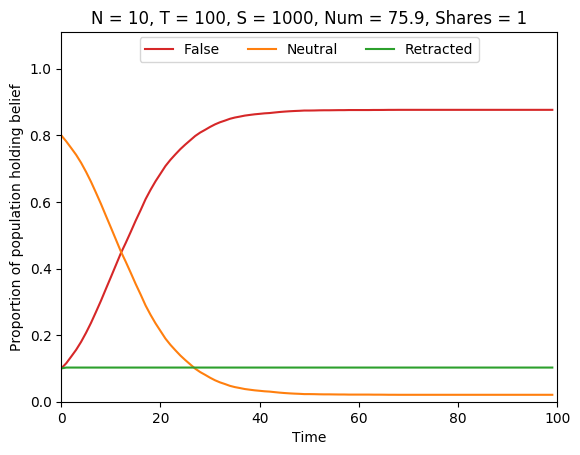 N = 10, T = 100, S = 1000, Num = 75.9, Shares = 1
False Neutral Retracted
Proportion of population holding belief
1.0
0.8
0.6
0.4
0.2
0.0
0 20 40 60 80 100
Time